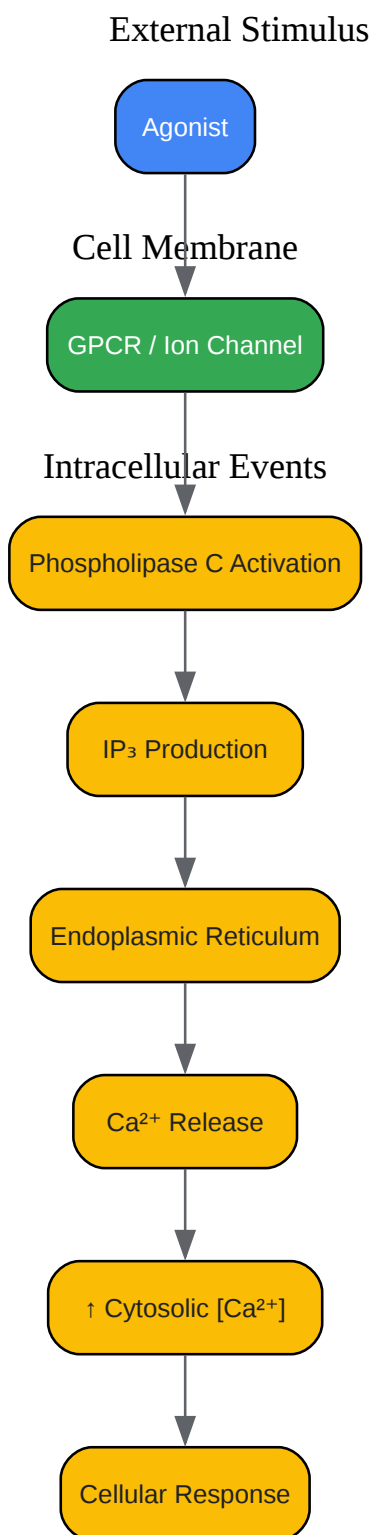 External Stimulus
Agonist
Cell Membrane
GPCR / Ion Channel
Intracellular Events
Phospholipase C Activation
IP₃ Production
Endoplasmic Reticulum
Ca²⁺ Release
↑ Cytosolic [Ca²⁺]
Cellular Response